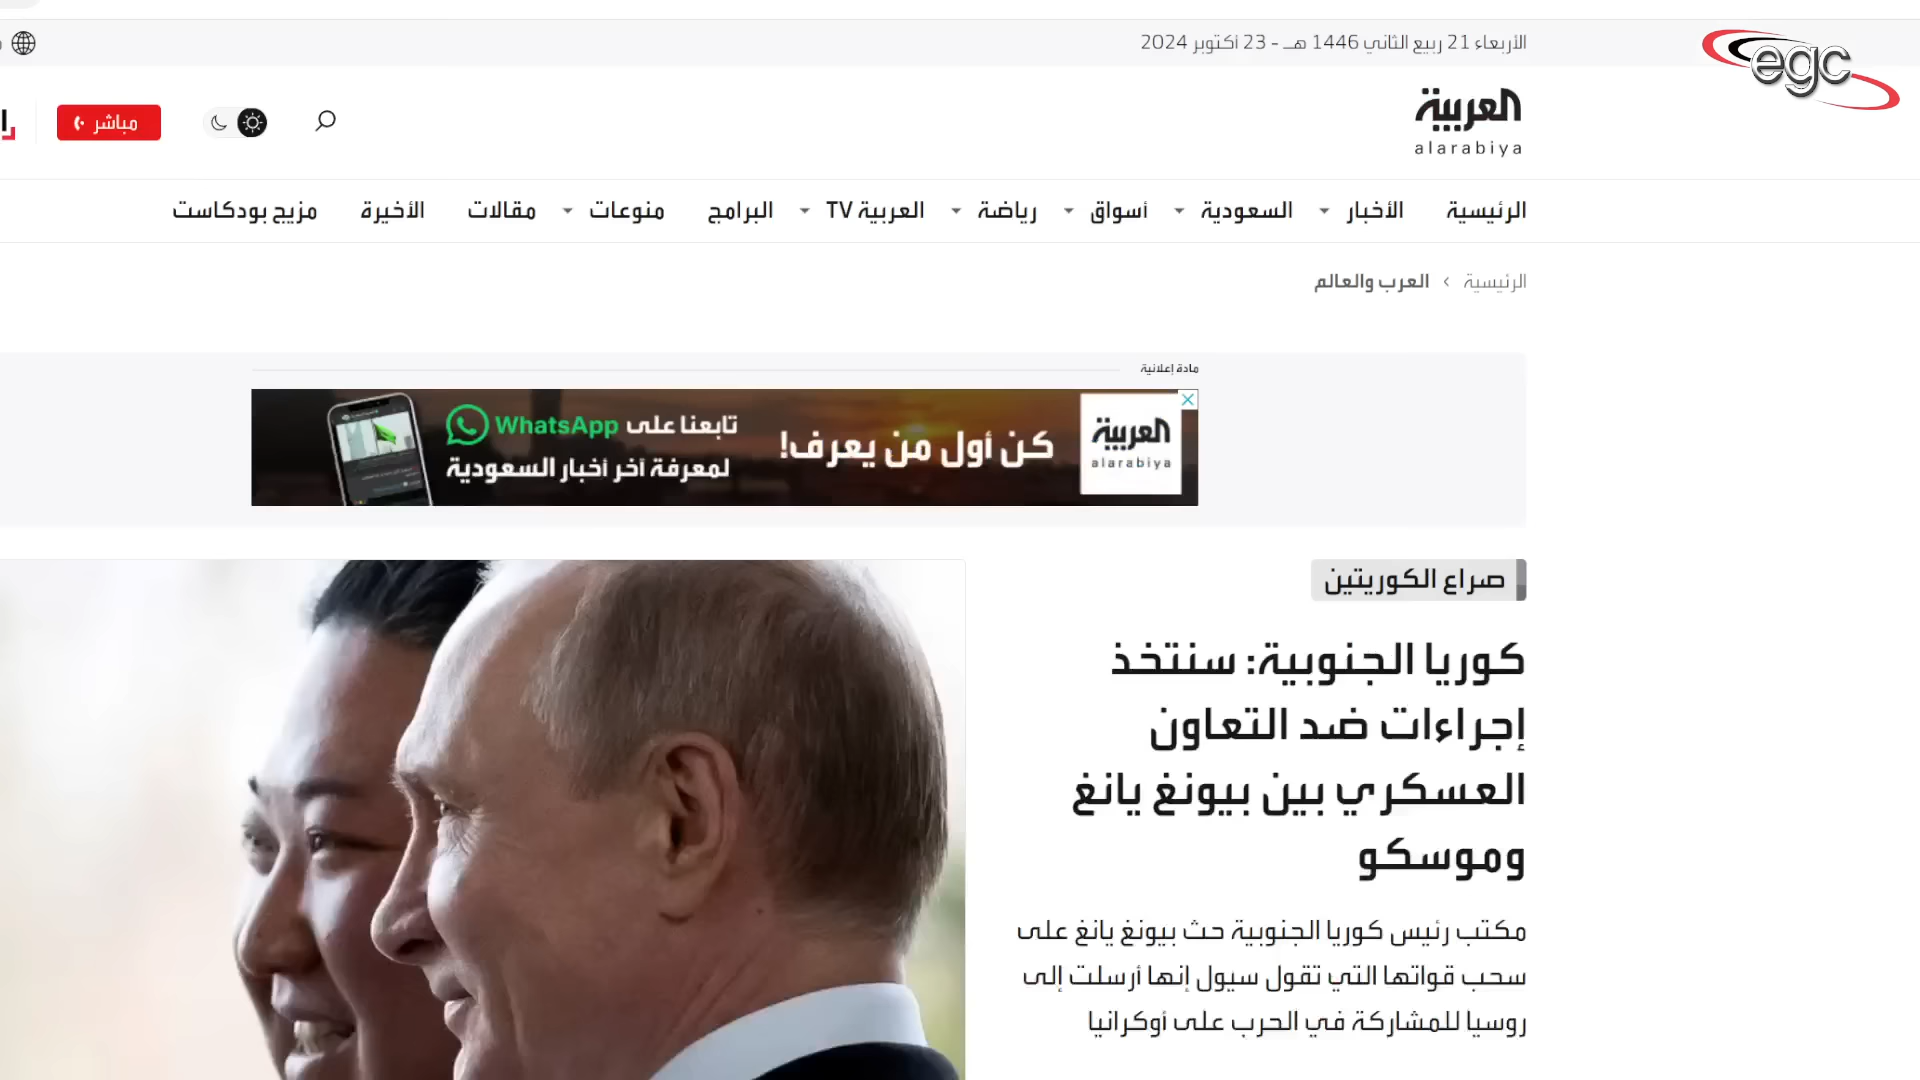 الأربعاء 21 ربيع الثاني 1446 هـ - 23 أكتوبر 2024
egc
العربية
alarabiya
مباشر
الرئيسية الأخبار السعودية أسواق رياضة العربية TV البرامج منوعات مقالات الأخيرة مزيج بودكاست
الرئيسية › العرب والعالم
مادة إعلانية
العربية
alarabiya
كن أول من يعرف!
تابعنا على WhatsApp
لمعرفة آخر أخبار السعودية
صراع الكوريتين
كوريا الجنوبية: سنتخذ
إجراءات ضد التعاون
العسكري بين بيونغ يانغ
وموسكو
مكتب رئيس كوريا الجنوبية حث بيونغ يانغ على
سحب قواتها التي تقول سيول إنها أرسلت إلى
روسيا للمشاركة في الحرب على أوكرانيا